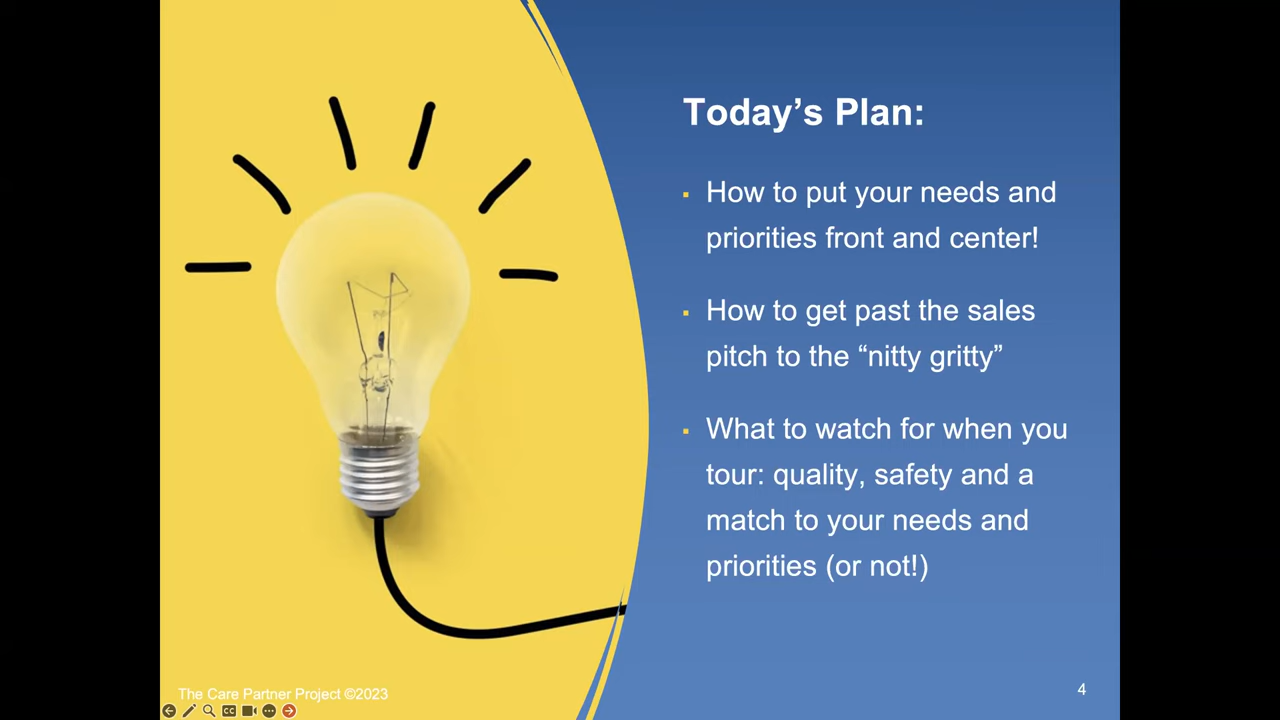 Today’s Plan:
▪ How to put your needs and
priorities front and center!
▪ How to get past the sales
pitch to the “nitty gritty”
▪ What to watch for when you
tour: quality, safety and a
match to your needs and
priorities (or not!)
The Care Partner Project ©2023
4
CC